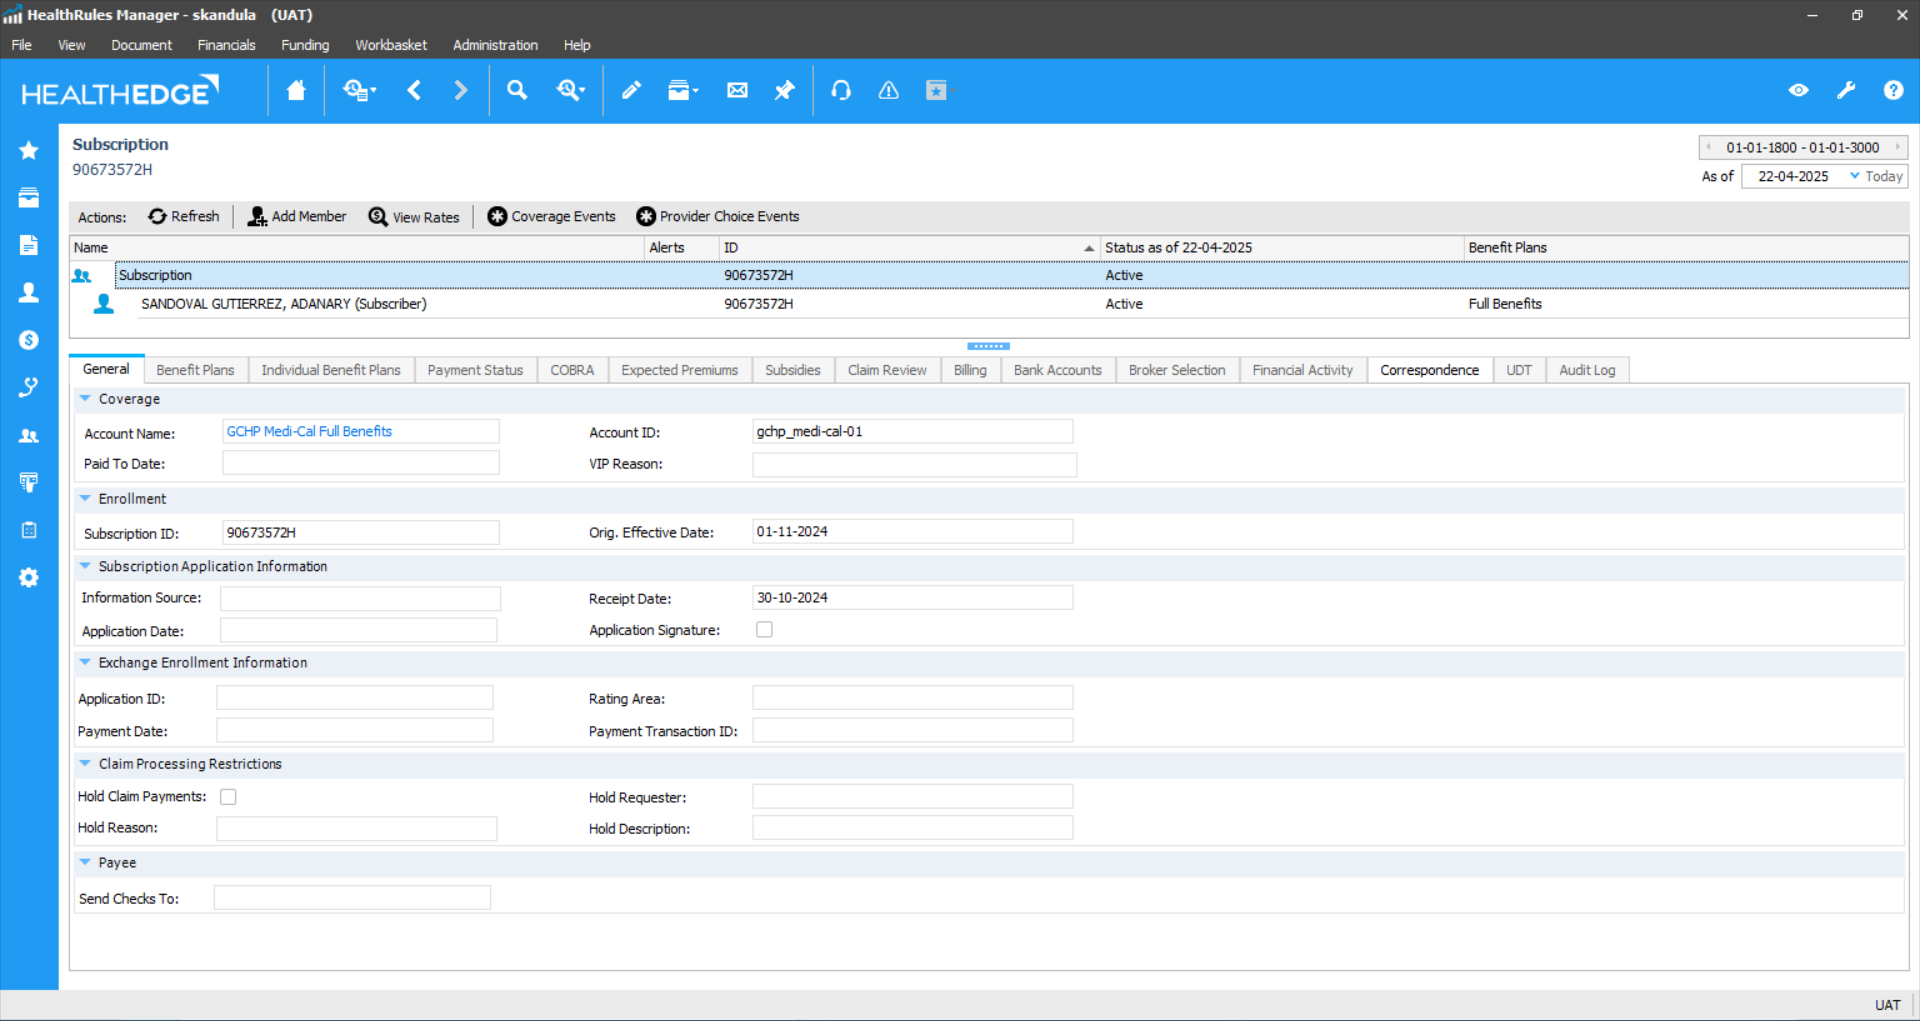 HealthRules Manager - skandula (UAT)
File View Document Financials Funding Workbasket Administration Help
HEALTHEDGE
Subscription
90673572H
01-01-1800 - 01-01-3000
As of 22-04-2025 Today
Actions: Refresh Add Member View Rates Coverage Events Provider Choice Events
Name Alerts ID Status as of 22-04-2025 Benefit Plans
Subscription 90673572H Active
SANDOVAL GUTIERREZ, ADANARY (Subscriber) 90673572H Active Full Benefits
General Benefit Plans Individual Benefit Plans Payment Status COBRA Expected Premiums Subsidies Claim Review Billing Bank Accounts Broker Selection Financial Activity Correspondence UDT Audit Log
Coverage
Account Name: GCHP Medi-Cal Full Benefits Account ID: gchp_medi-cal-01
Paid To Date: VIP Reason:
Enrollment
Subscription ID: 90673572H Orig. Effective Date: 01-11-2024
Subscription Application Information
Information Source: Receipt Date: 30-10-2024
Application Date: Application Signature:
Exchange Enrollment Information
Application ID: Rating Area:
Payment Date: Payment Transaction ID:
Claim Processing Restrictions
Hold Claim Payments: Hold Requester:
Hold Reason: Hold Description:
Payee
Send Checks To:
UAT